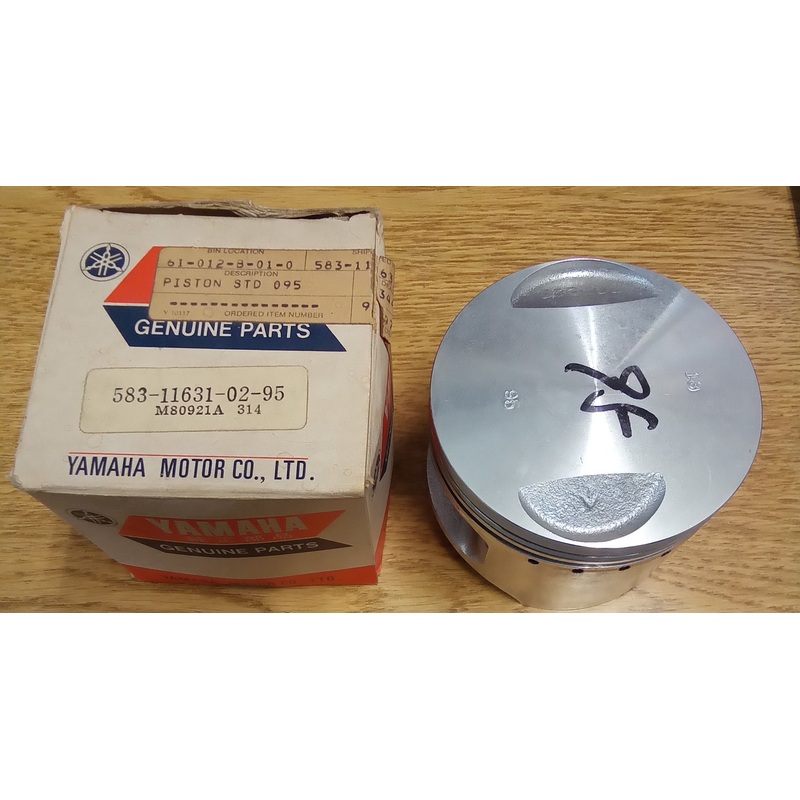 BIN LOCATION
61-012-8-01-0 583-11
DESCRIPTION
PISTON STD 095
ORDERED ITEM NUMBER
GENUINE PARTS
583-11631-02-95
M80921A 314
YAMAHA MOTOR CO., LTD.
YAMAHA
GENUINE PARTS
95
95
V